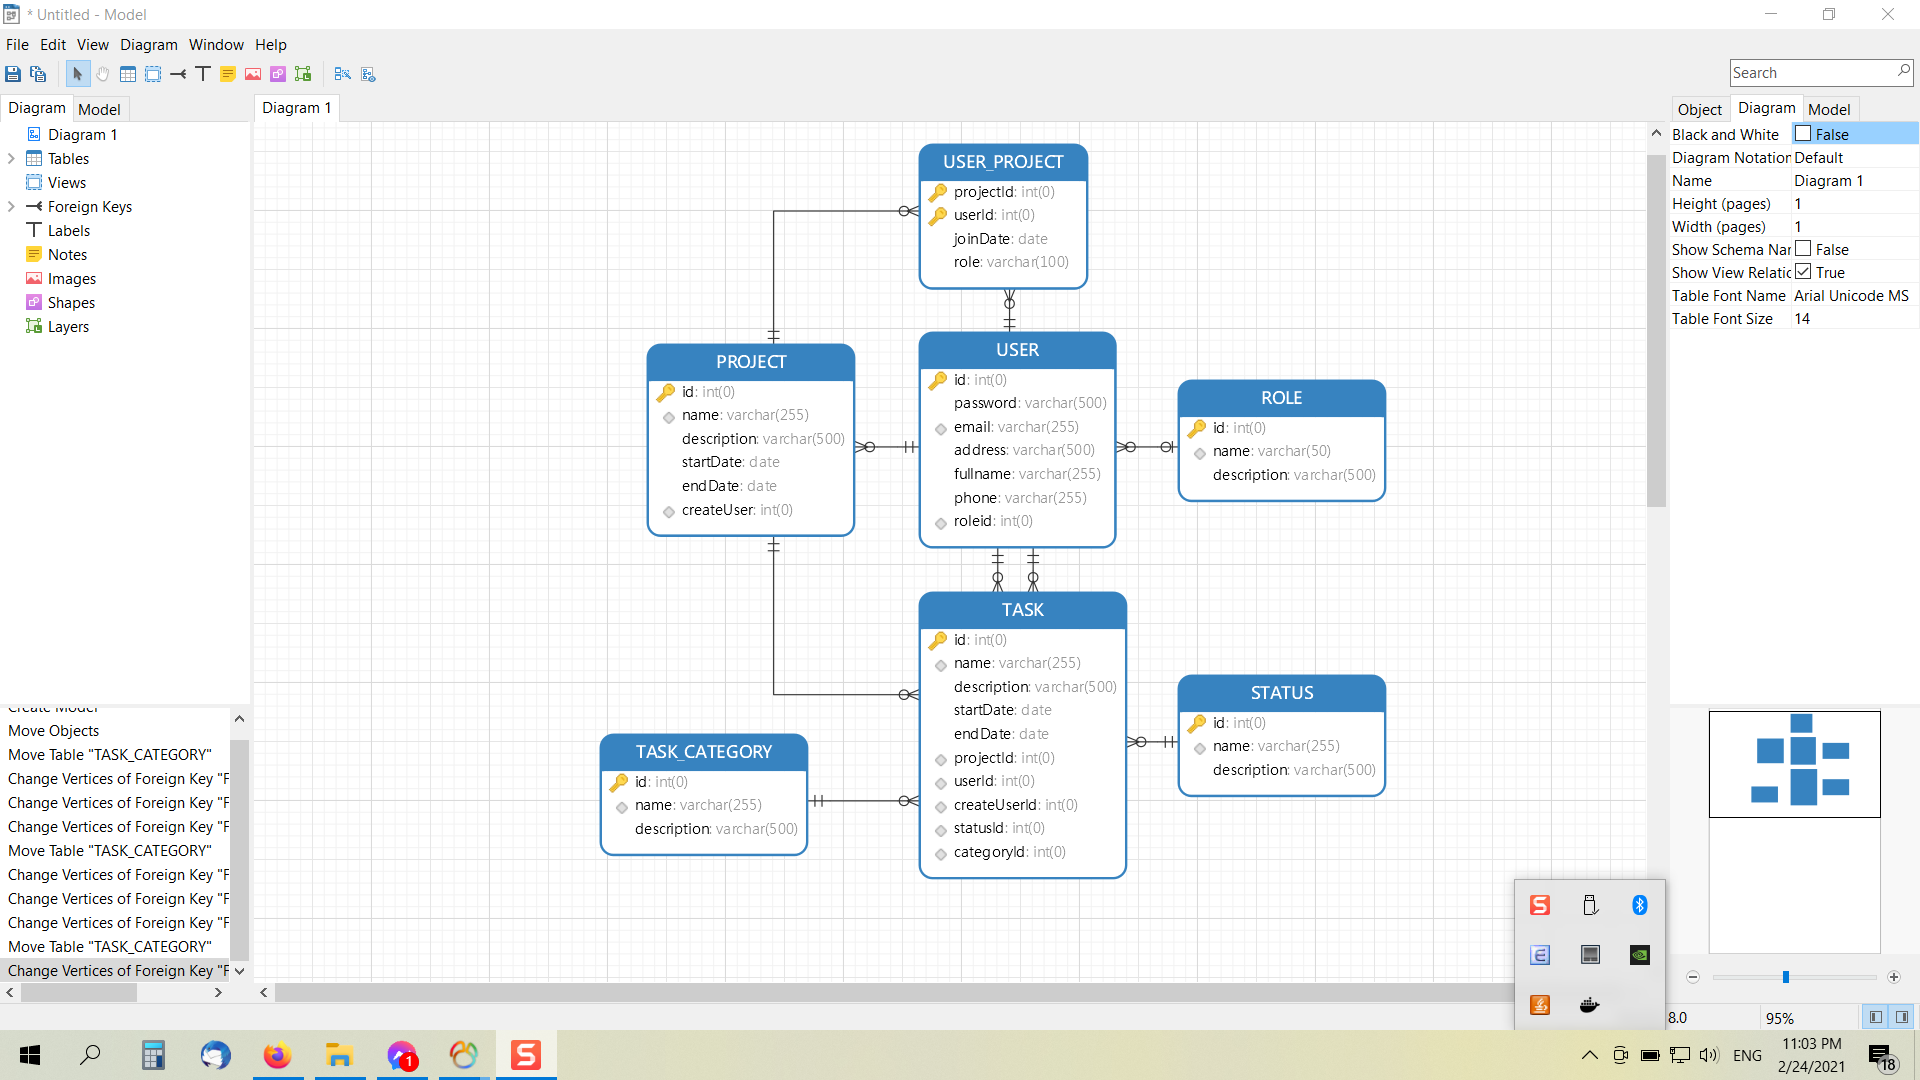 * Untitled - Model
File Edit View Diagram Window Help
Search
Diagram Model
Diagram 1
Object Diagram Model
Diagram 1
Tables
Views
Foreign Keys
Labels
Notes
Images
Shapes
Layers
Create Model
Move Objects
Move Table "TASK_CATEGORY"
Change Vertices of Foreign Key "F
Change Vertices of Foreign Key "F
Change Vertices of Foreign Key "F
Move Table "TASK_CATEGORY"
Change Vertices of Foreign Key "F
Change Vertices of Foreign Key "F
Change Vertices of Foreign Key "F
Move Table "TASK_CATEGORY"
Change Vertices of Foreign Key "F
USER_PROJECT
projectId: int(0)
userId: int(0)
joinDate: date
role: varchar(100)
PROJECT
id: int(0)
name: varchar(255)
description: varchar(500)
startDate: date
endDate: date
createUser: int(0)
USER
id: int(0)
password: varchar(500)
email: varchar(255)
address: varchar(500)
fullname: varchar(255)
phone: varchar(255)
roleid: int(0)
ROLE
id: int(0)
name: varchar(50)
description: varchar(500)
TASK
id: int(0)
name: varchar(255)
description: varchar(500)
startDate: date
endDate: date
projectId: int(0)
userId: int(0)
createUserId: int(0)
statusId: int(0)
categoryId: int(0)
STATUS
id: int(0)
name: varchar(255)
description: varchar(500)
TASK_CATEGORY
id: int(0)
name: varchar(255)
description: varchar(500)
Black and White False
Diagram Notation Default
Name Diagram 1
Height (pages) 1
Width (pages) 1
Show Schema Nar False
Show View Relatic True
Table Font Name Arial Unicode MS
Table Font Size 14
8.0 95%
1
ENG
11:03 PM
2/24/2021
18